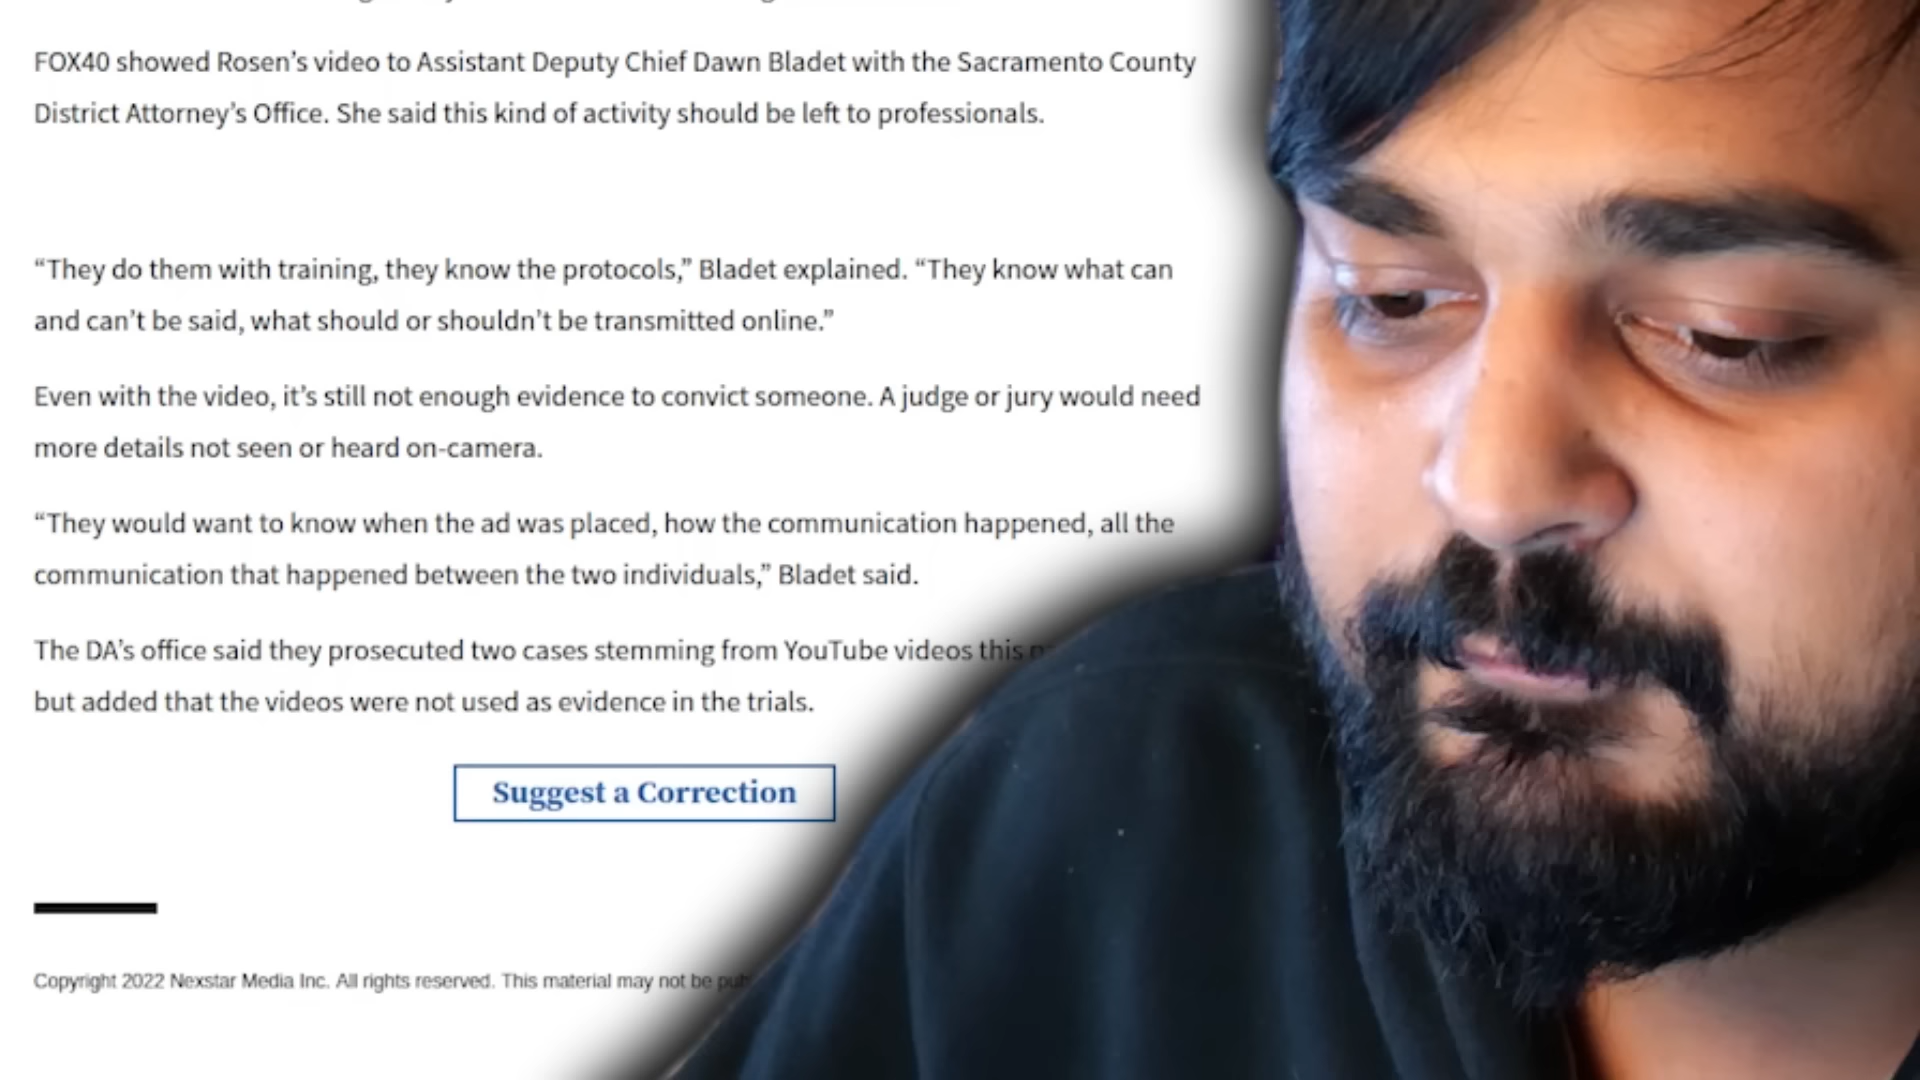 FOX40 showed Rosen’s video to Assistant Deputy Chief Dawn Bladet with the Sacramento County
District Attorney’s Office. She said this kind of activity should be left to professionals.
“They do them with training, they know the protocols,” Bladet explained. “They know what can
and can’t be said, what should or shouldn’t be transmitted online.”
Even with the video, it’s still not enough evidence to convict someone. A judge or jury would need
more details not seen or heard on-camera.
“They would want to know when the ad was placed, how the communication happened, all the
communication that happened between the two individuals,” Bladet said.
The DA’s office said they prosecuted two cases stemming from YouTube videos this
but added that the videos were not used as evidence in the trials.
Suggest a Correction
Copyright 2022 Nexstar Media Inc. All rights reserved. This material may not be